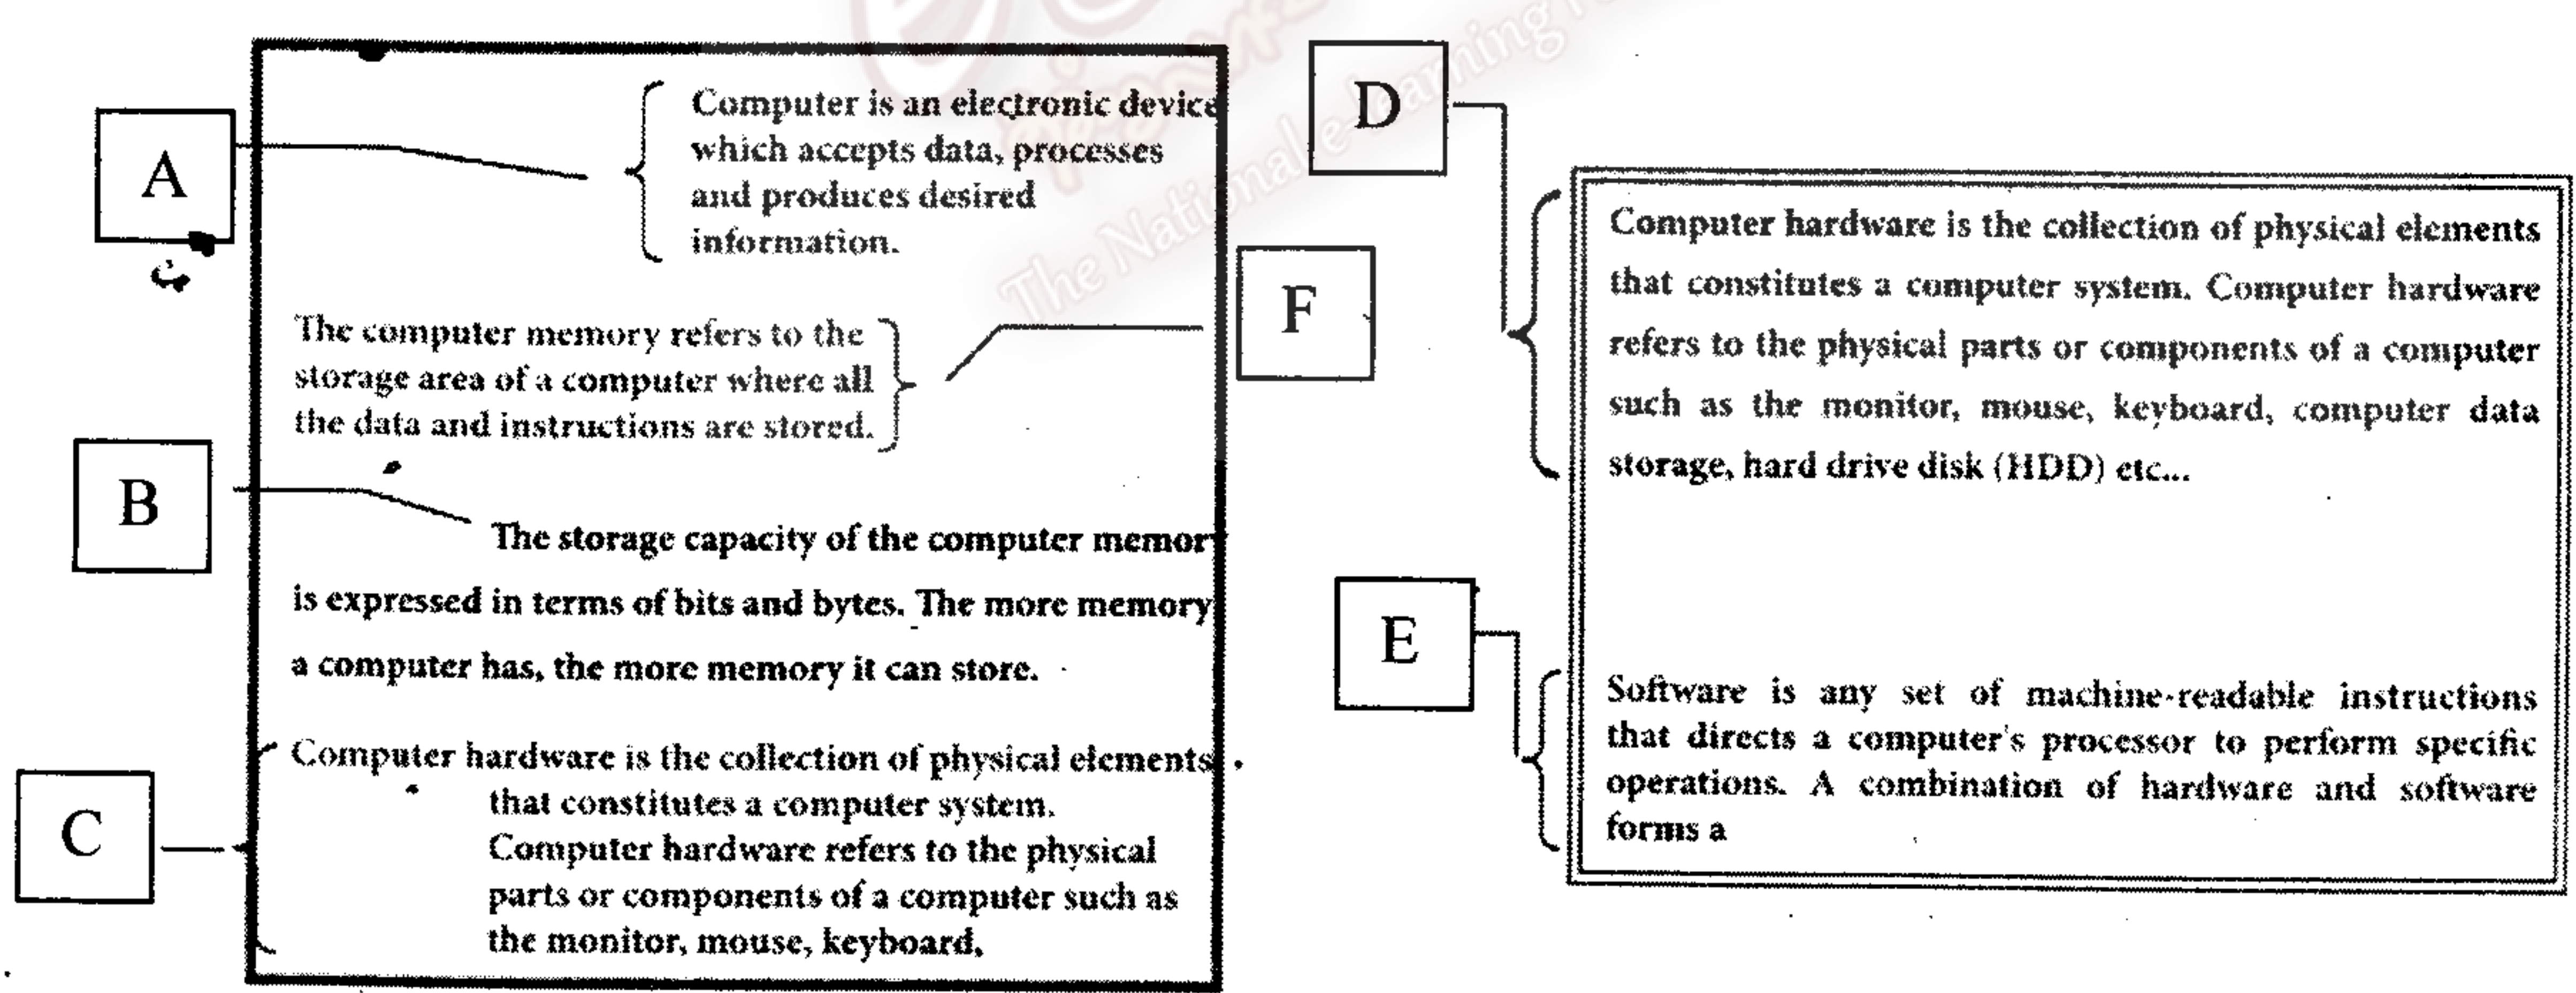 A
Computer is an electronic device
which accepts data, processes
and produces desired
information.
F
The computer memory refers to the
storage area of a computer where all
the data and instructions are stored.
B
The storage capacity of the computer memory
is expressed in terms of bits and bytes. The more memory
a computer has, the more memory it can store.
C
Computer hardware is the collection of physical elements
that constitutes a computer system.
Computer hardware refers to the physical
parts or components of a computer such as
the monitor, mouse, keyboard,
D
Computer hardware is the collection of physical elements
that constitutes a computer system. Computer hardware
refers to the physical parts or components of a computer
such as the monitor, mouse, keyboard, computer data
storage, hard drive disk (HDD) etc...
E
Software is any set of machine-readable instructions
that directs a computer's processor to perform specific
operations. A combination of hardware and software
forms a
The National e-Learning